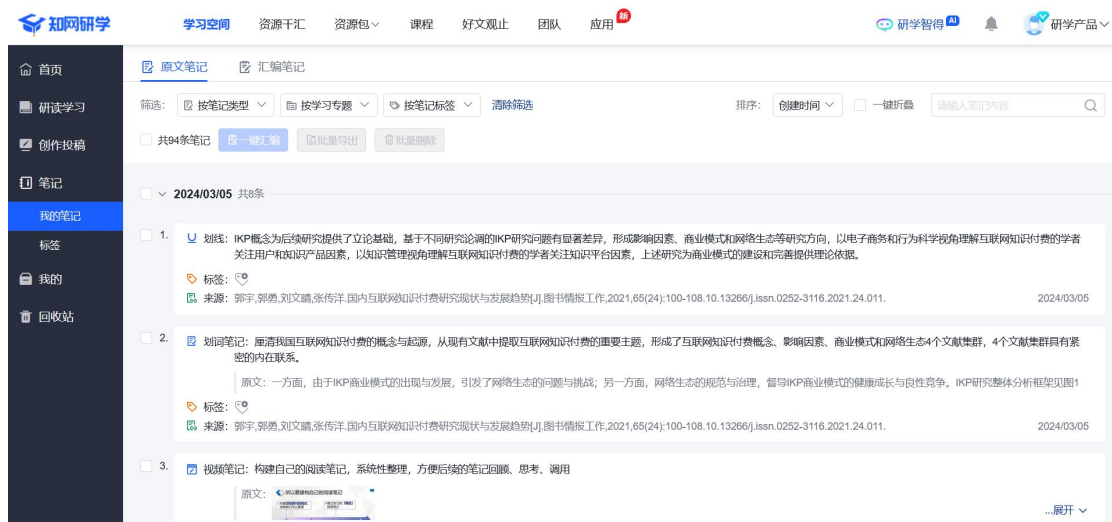 知网研学
学习空间 资源干汇 资源包 课程 好文观止 团队 应用 新 研学智得 AI 研学产品
首页
研读学习
创作投稿
笔记
我的笔记
标签
我的
回收站
原文笔记 汇编笔记
筛选: 按笔记类型 按学习专题 按笔记标签 清除筛选 排序: 创建时间 一键折叠 请输入笔记内容
共94条笔记 一键汇编 批量导出 批量删除
2024/03/05 共8条
1. 划线: IKP概念为后续研究提供了立论基础,基于不同研究论调的IKP研究问题有显著差异,形成影响因素、商业模式和网络生态等研究方向,以电子商务和行为科学视角理解互联网知识付费的学者
关注用户和知识产品因素,以知识管理视角理解互联网知识付费的学者关注知识平台因素,上述研究为商业模式的建设和完善提供理论依据。
标签:
来源: 郭宇,郭勇,刘文晴,张传洋.国内互联网知识付费研究现状与发展趋势[J].图书情报工作,2021,65(24):100-108.10.13266/j.issn.0252-3116.2021.24.011. 2024/03/05
2. 划词笔记: 厘清我国互联网知识付费的概念与起源,从现有文献中提取互联网知识付费的重要主题,形成了互联网知识付费概念、影响因素、商业模式和网络生态4个文献集群,4个文献集群具有紧
密的内在联系。
原文: 一方面,由于IKP商业模式的出现与发展,引发了网络生态的问题与挑战;另一方面,网络生态的规范与治理,督导IKP商业模式的健康成长与良性竞争。IKP研究整体分析框架见图1
标签:
来源: 郭宇,郭勇,刘文晴,张传洋.国内互联网知识付费研究现状与发展趋势[J].图书情报工作,2021,65(24):100-108.10.13266/j.issn.0252-3116.2021.24.011. 2024/03/05
3. 视频笔记: 构建自己的阅读笔记,系统性整理,方便后续的笔记回顾、思考、调用
原文: 所以要建构自己的阅读笔记
...展开